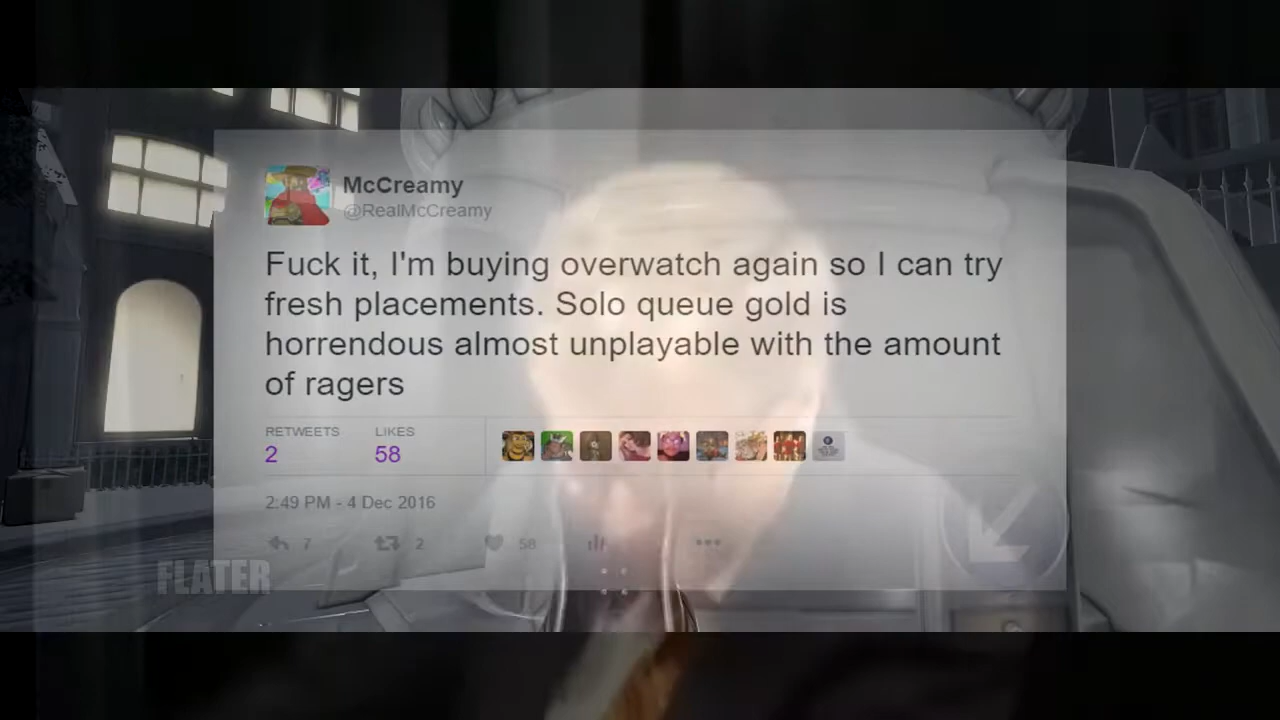 McCreamy
@RealMcCreamy
Fuck it, I'm buying overwatch again so I can try
fresh placements. Solo queue gold is
horrendous almost unplayable with the amount
of ragers
RETWEETS LIKES
2 58
2:49 PM - 4 Dec 2016
7 2 58
FLATER